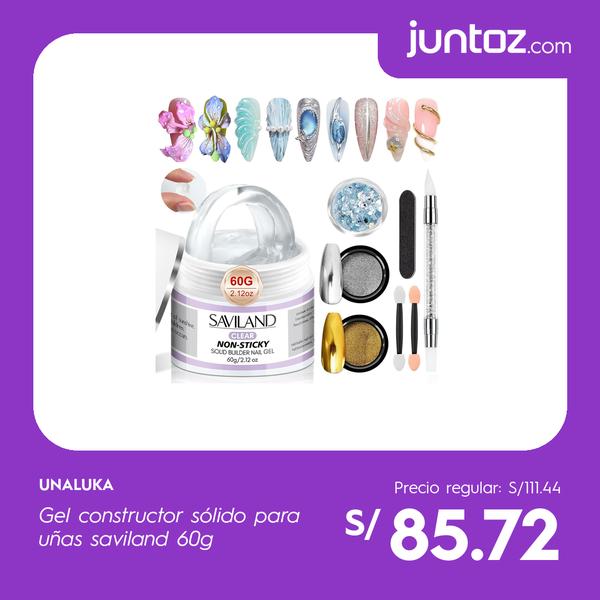 juntoz.com
60G
2.12oz
SAVILAND
CLEAR
NON-STICKY
SOLID BUILDER NAIL GEL
60g/2.12 oz
UNALUKA
Gel constructor sólido para
uñas saviland 60g
Precio regular: S/111.44
S/85.72